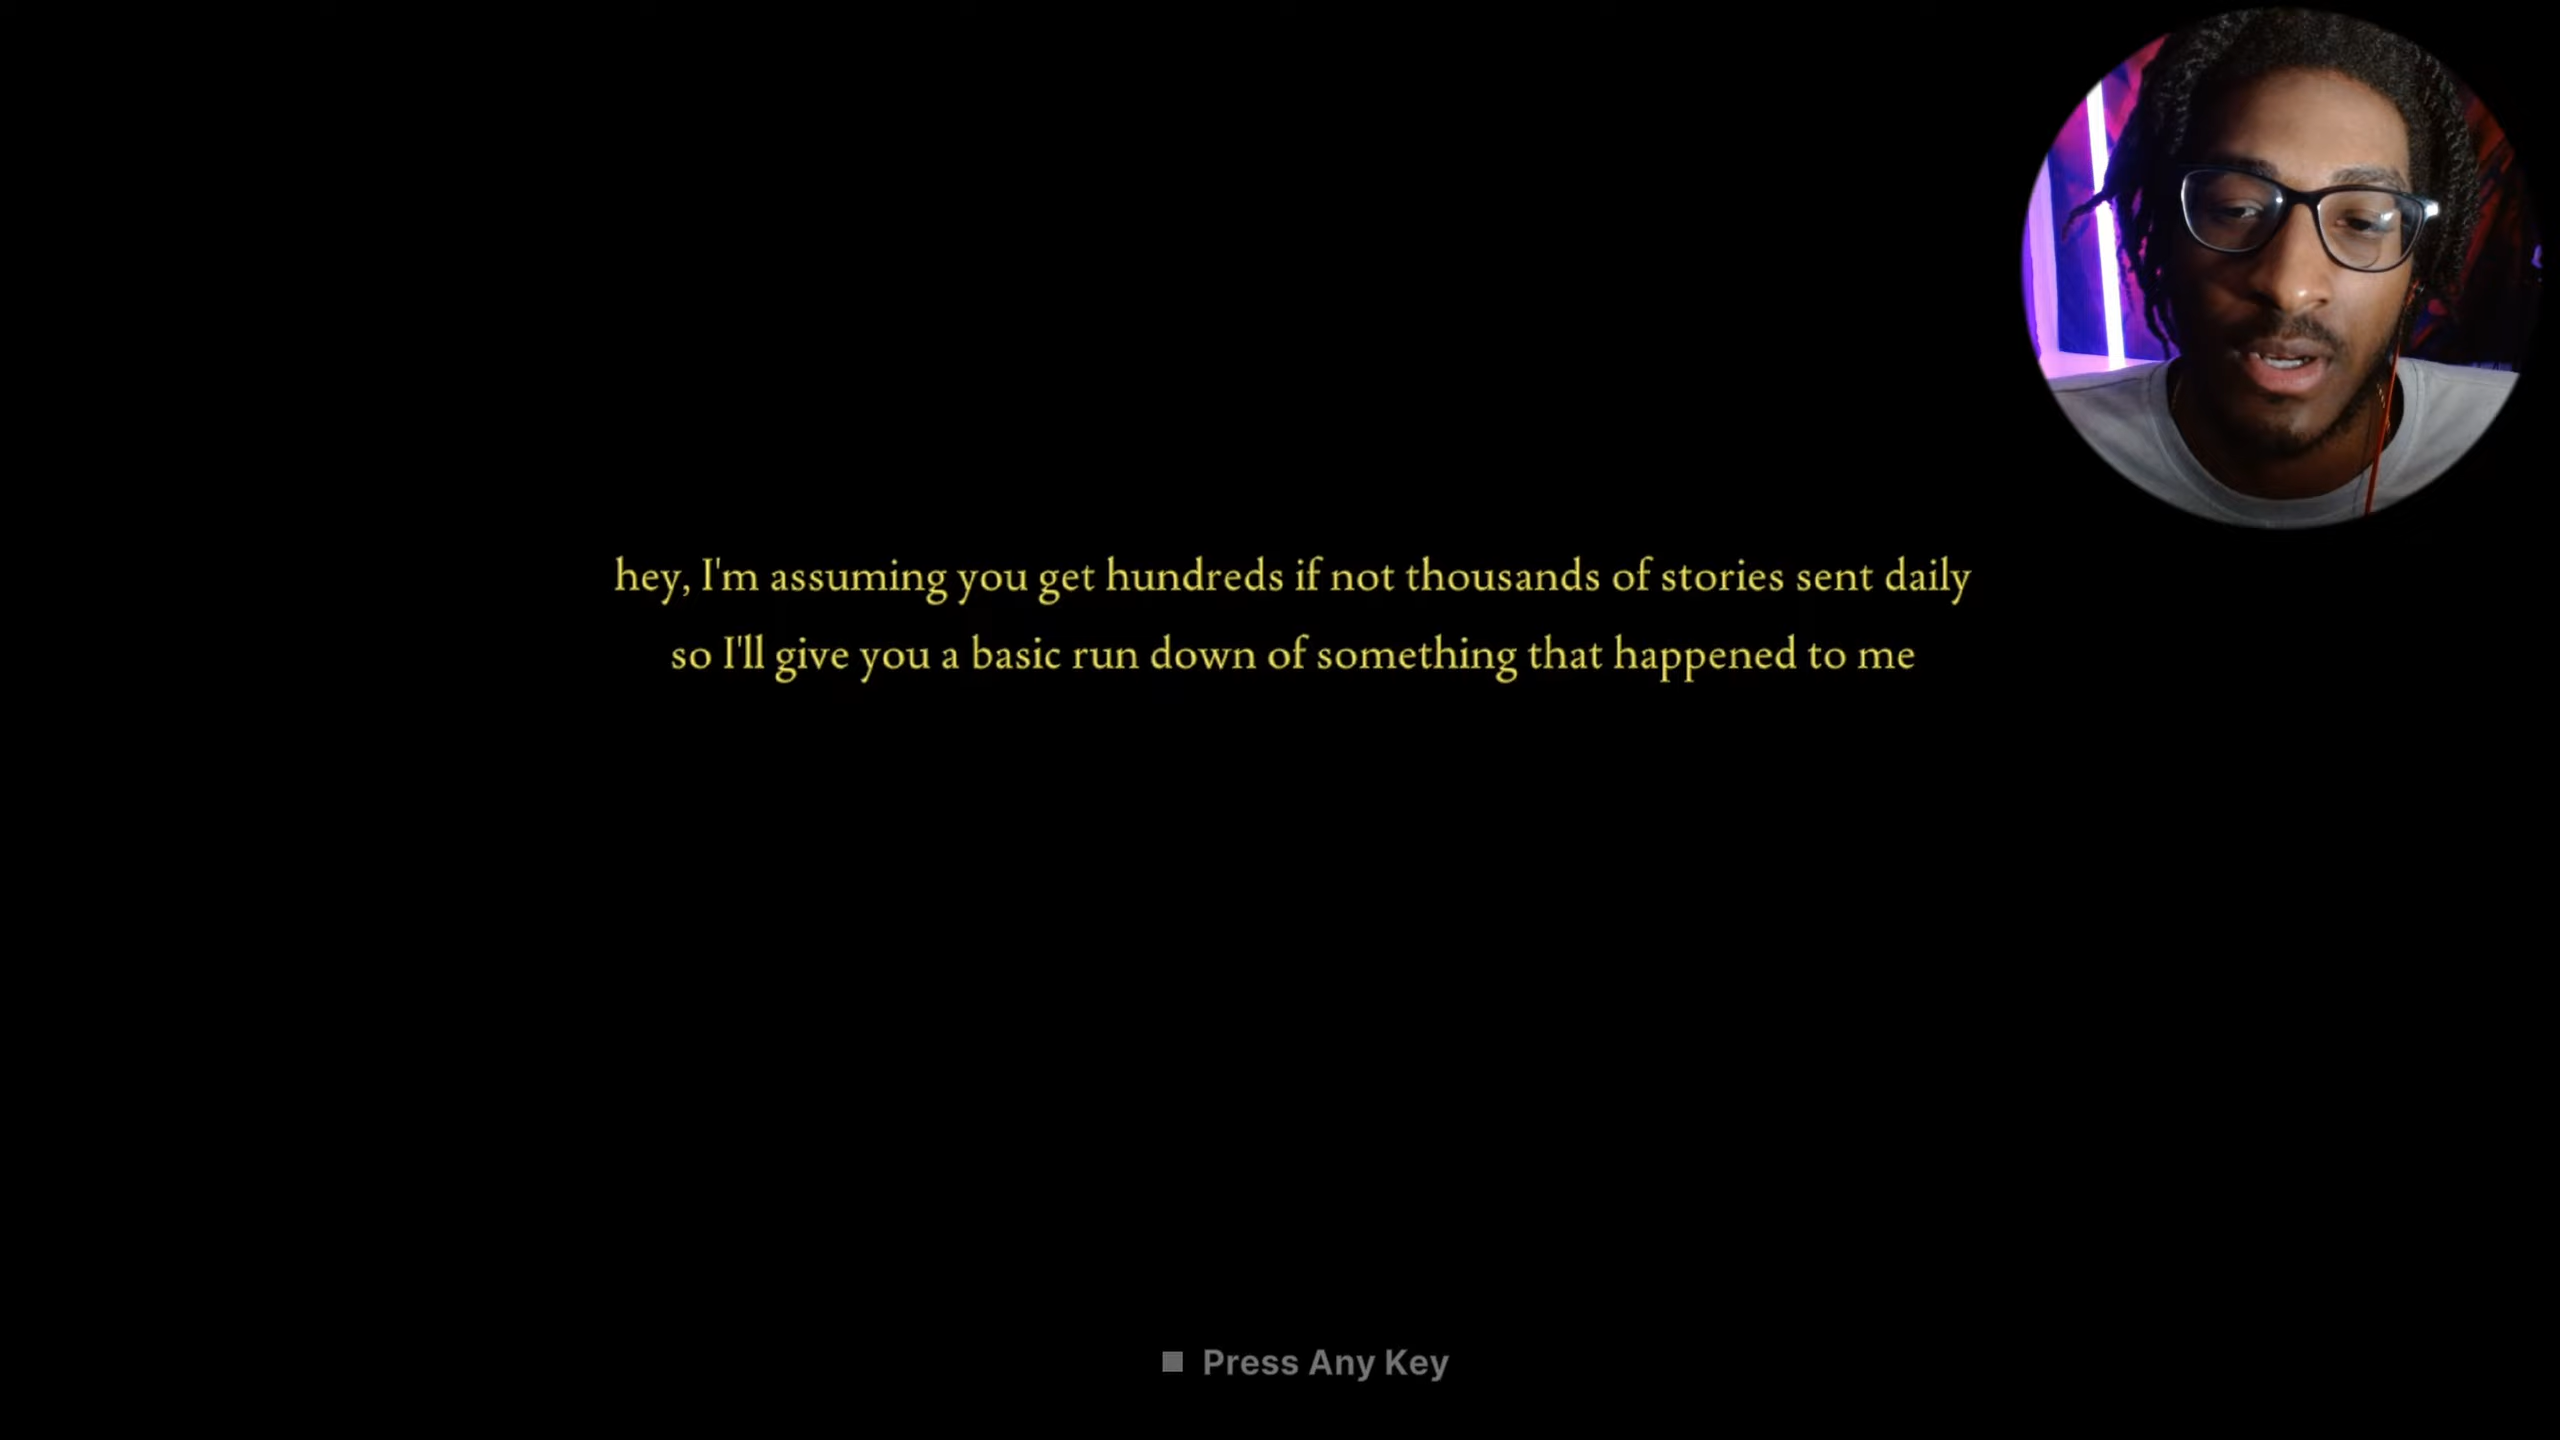 hey, I'm assuming you get hundreds if not thousands of stories sent daily
so I'll give you a basic run down of something that happened to me
Press Any Key